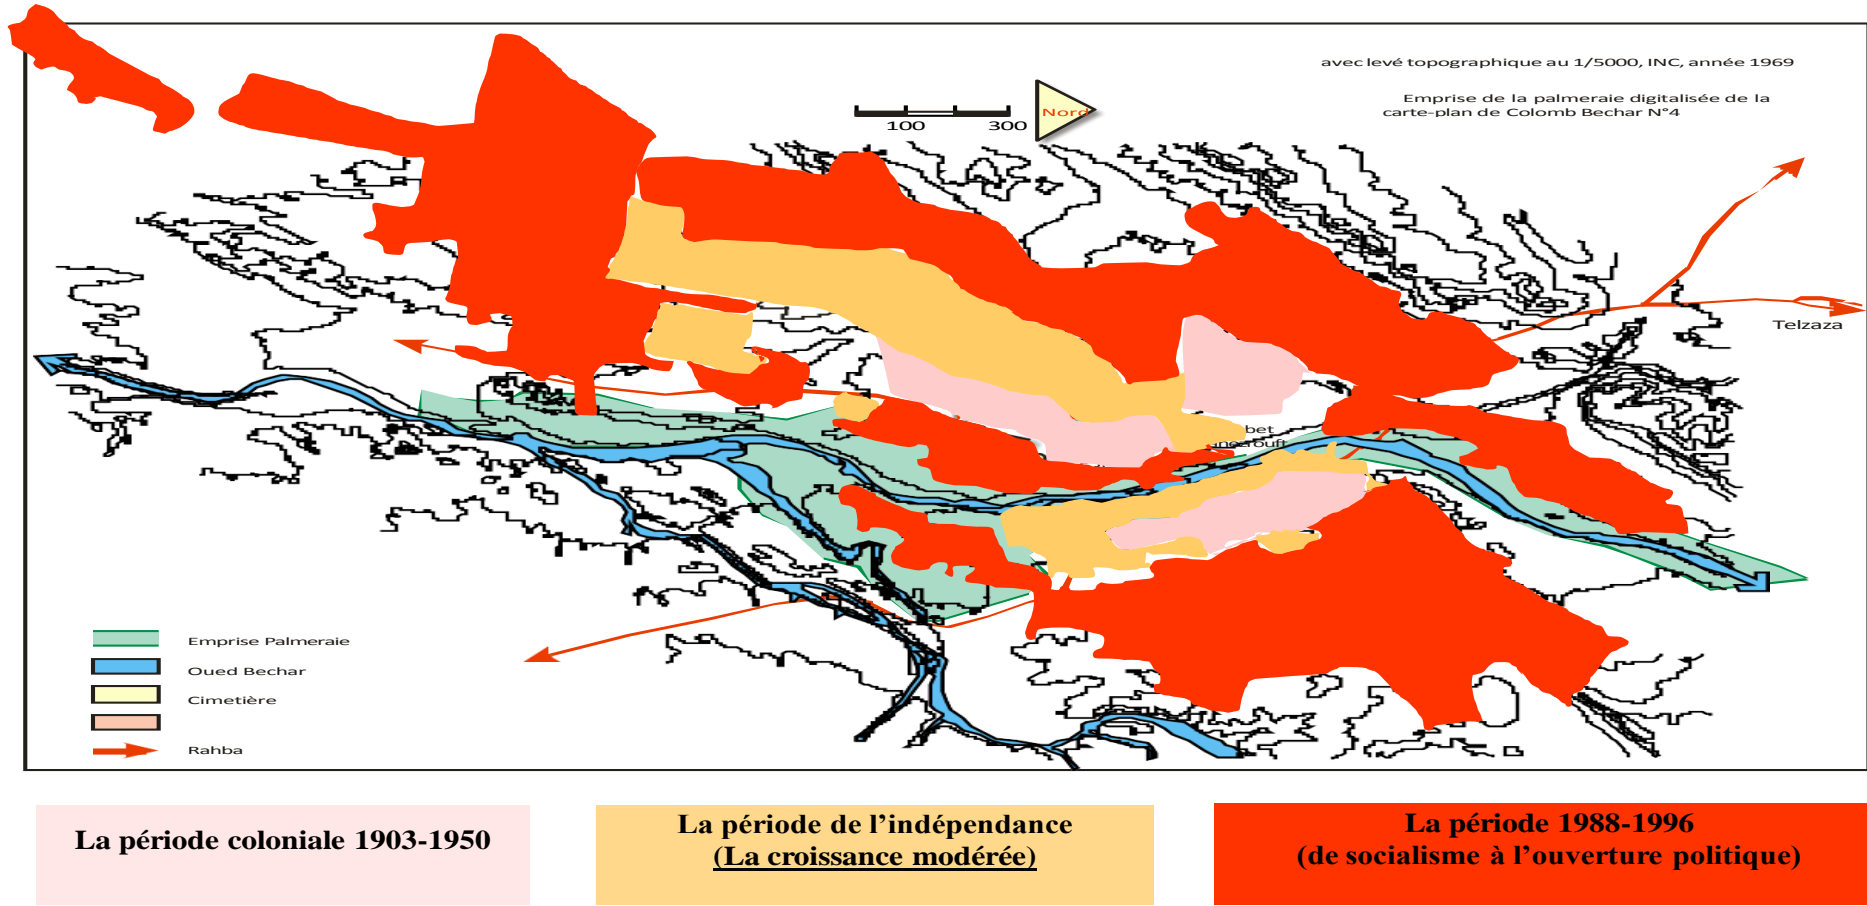 avec levé topographique au 1/5000, INC, année 1969
Emprise de la palmeraie digitalisée de la
carte-plan de Colomb Bechar N°4
Nord
100 300
Telzaza
Emprise Palmeraie
Oued Bechar
Cimetière
Rahba
La période coloniale 1903-1950
La période de l’indépendance
(La croissance modérée)
La période 1988-1996
(de socialisme à l’ouverture politique)